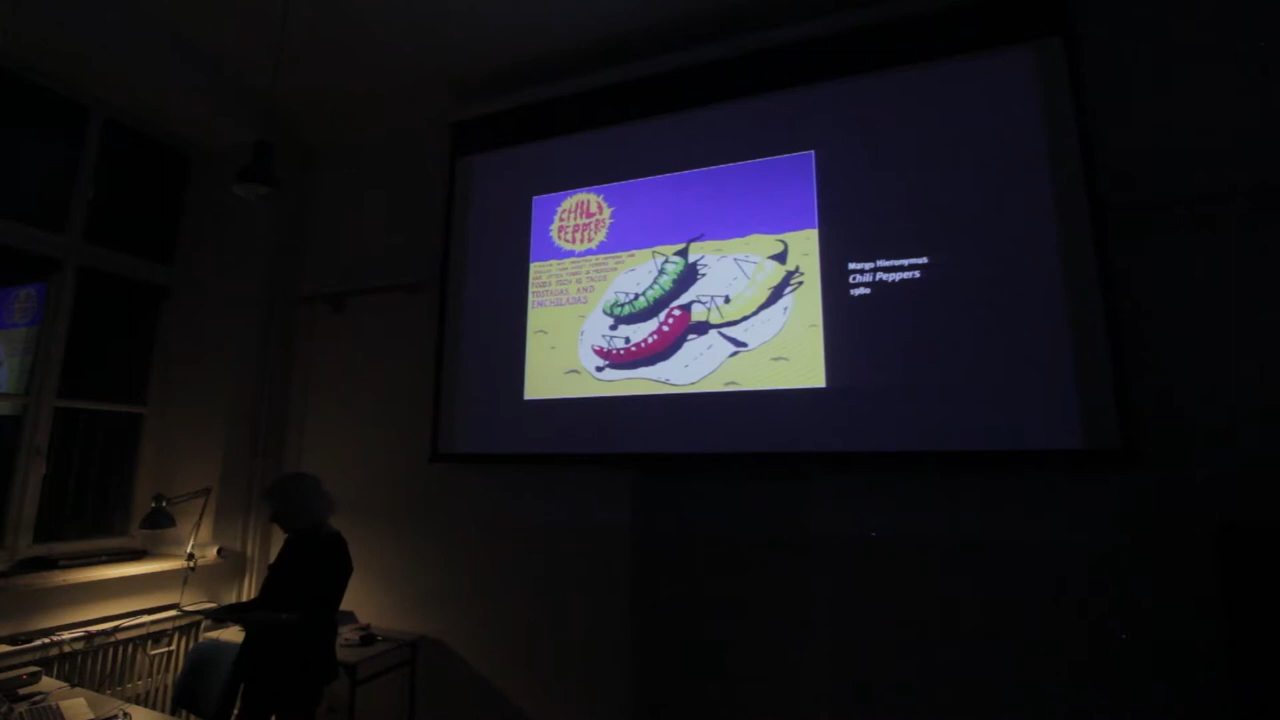 CHILI
PEPPERS
FOODS SUCH AS TACOS
TOSTADAS AND
ENCHILADAS
Margo Hieronymus
Chili Peppers
1980